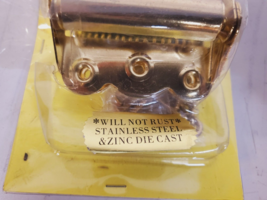 *WILL NOT RUST*
STAINLESS STEEL
& ZINC DIE CAST